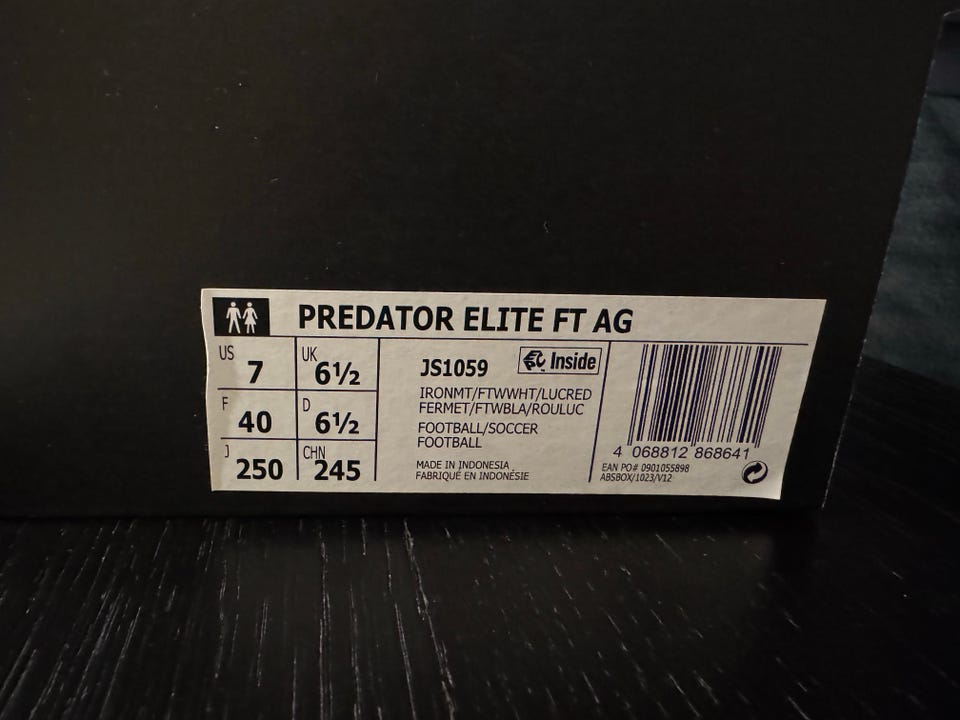 PREDATOR ELITE FT AG
US 7 UK 6½
F 40 D 6½
J 250 CHN 245
JS1059 Inside
IRONMT/FTWWHT/LUCRED
FERMET/FTWBLA/ROULUC
FOOTBALL/SOCCER
FOOTBALL
MADE IN INDONESIA
FABRIQUÉ EN INDONÉSIE
4 068812 868641
EAN PO# 0901055898
ABSBOX/1023/V12